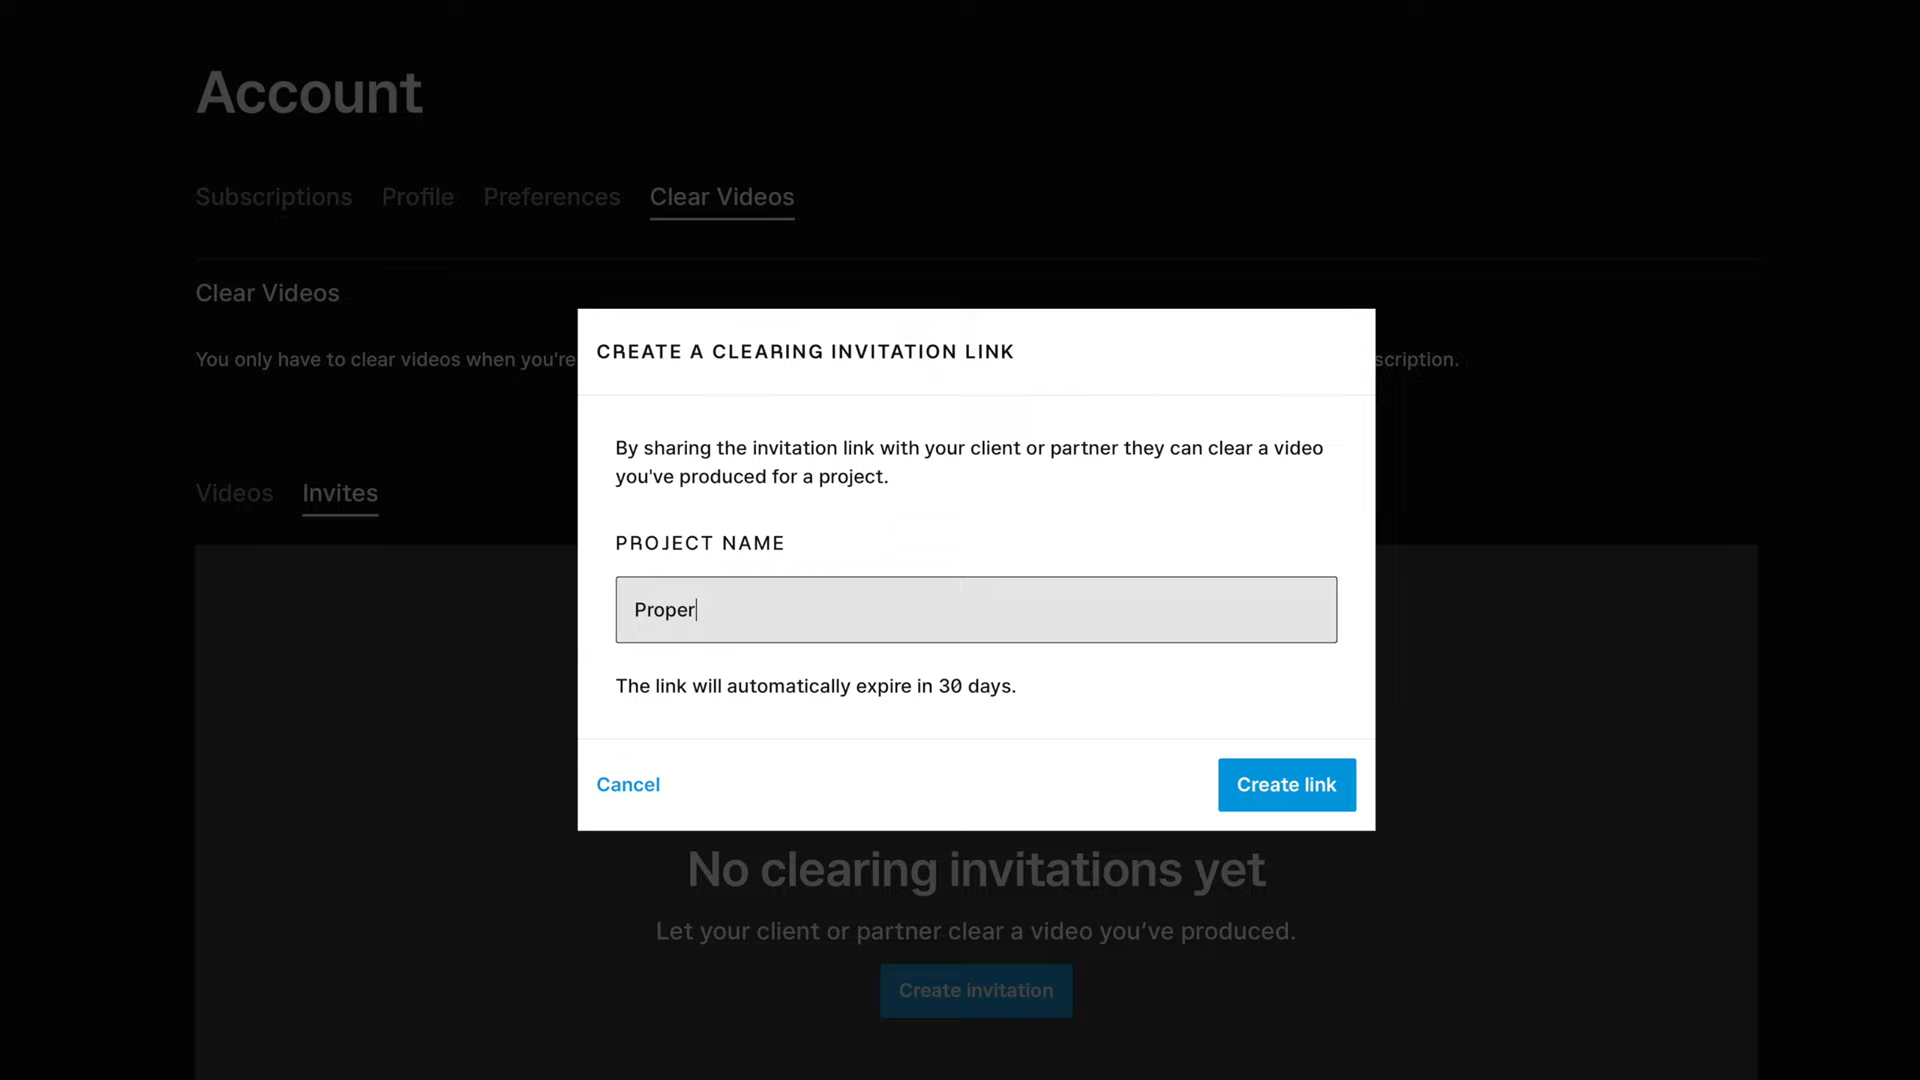 Account
Subscriptions Profile Preferences Clear Videos
Clear Videos
You only have to clear videos when you're scription.
CREATE A CLEARING INVITATION LINK
By sharing the invitation link with your client or partner they can clear a video
you've produced for a project.
Videos Invites
PROJECT NAME
Proper
The link will automatically expire in 30 days.
Cancel Create link
No clearing invitations yet
Let your client or partner clear a video you've produced.
Create invitation